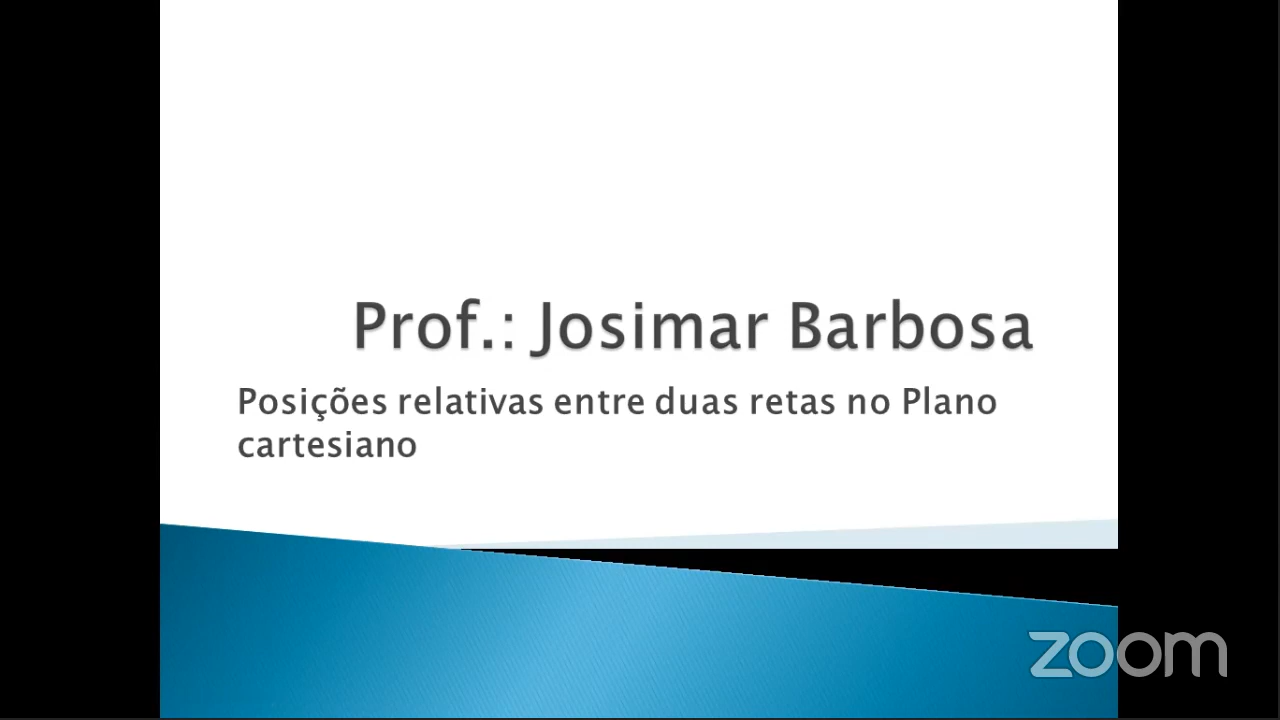 Prof.: Josimar Barbosa
Posições relativas entre duas retas no Plano
cartesiano
zoom